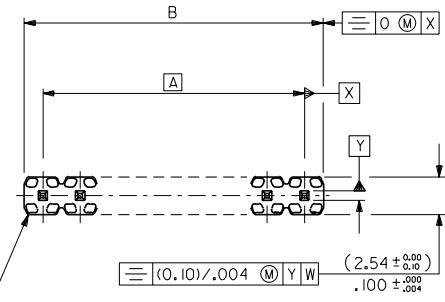 B
⌯ 0 Ⓜ X
A
X
Y
⌯ (0.10)/.004 Ⓜ Y W
(2.54 ± 0.00 0.10)
.100 ± .000 .004